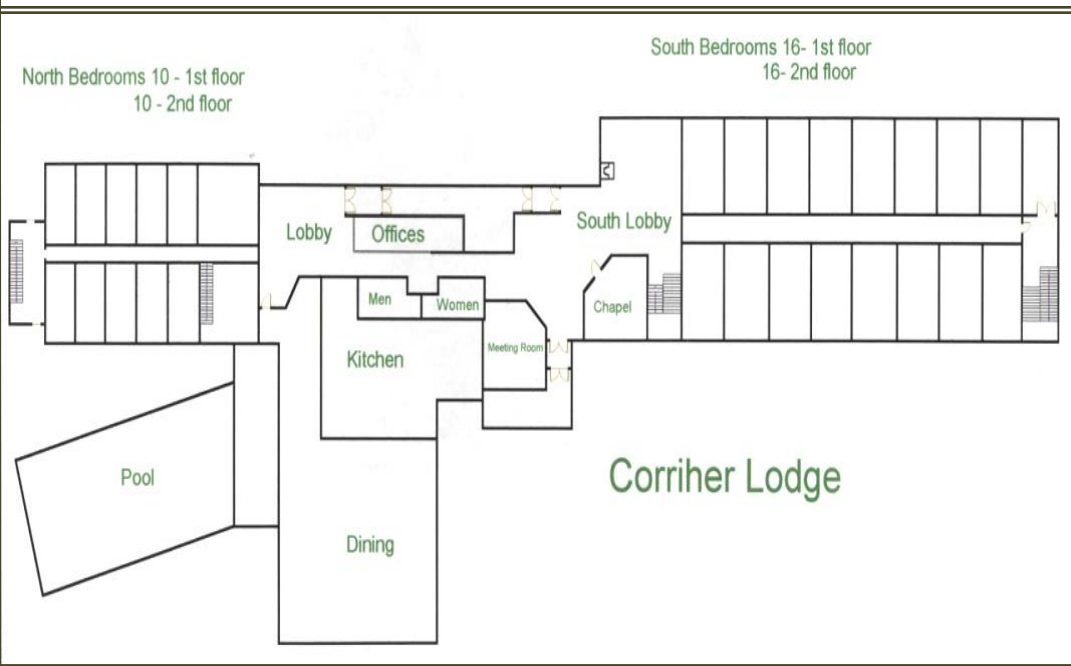 North Bedrooms 10 - 1st floor
10 - 2nd floor
South Bedrooms 16- 1st floor
16- 2nd floor
Lobby
Offices
South Lobby
Men
Women
Chapel
Meeting Room
Kitchen
Pool
Corriher Lodge
Dining